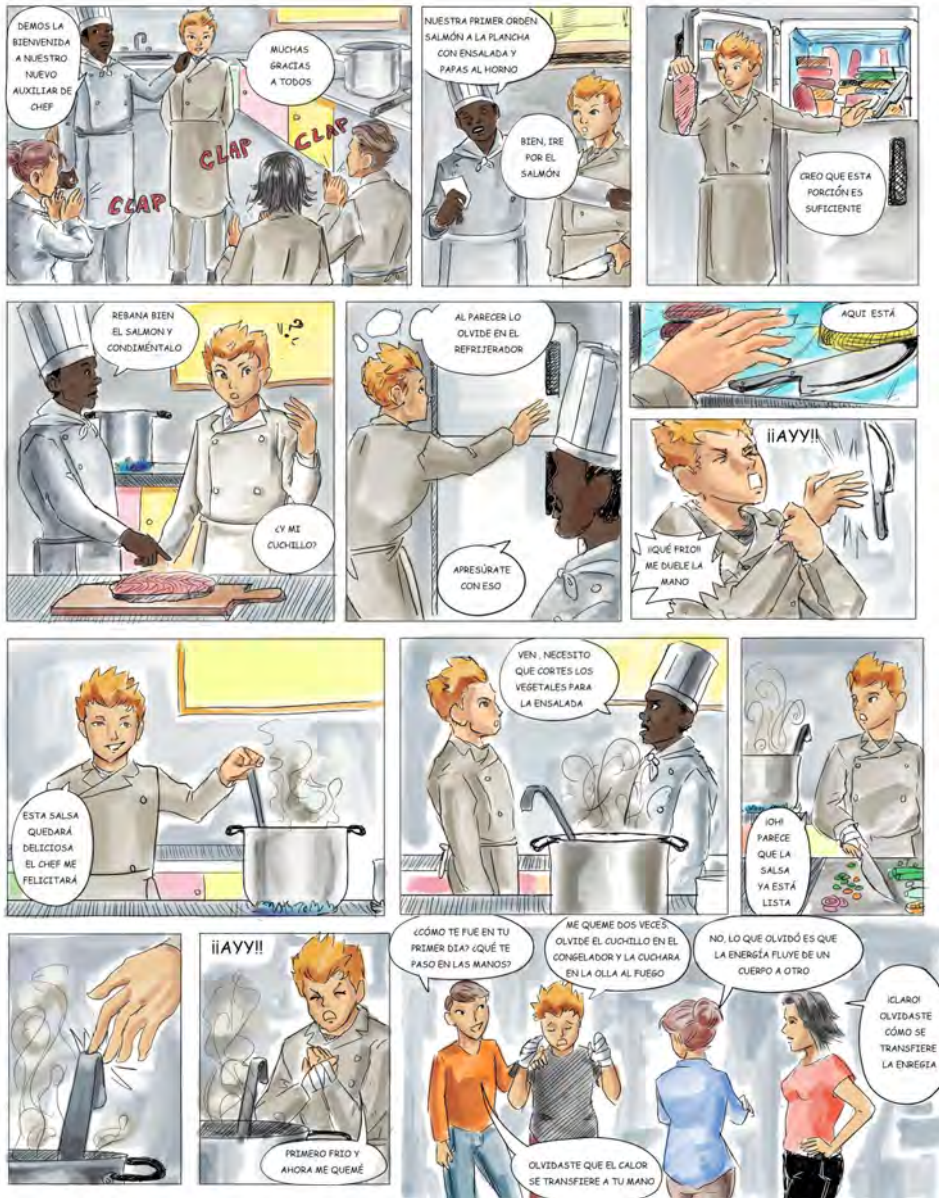 DEMOS LA
BIENVENIDA
A NUESTRO
NUEVO
AUXILIAR DE
CHEF
MUCHAS
GRACIAS
A TODOS
CLAP
CLAP
CLAP
NUESTRA PRIMER ORDEN
SALMÓN A LA PLANCHA
CON ENSALADA Y
PAPAS AL HORNO
BIEN, IRE
POR EL
SALMÓN
CREO QUE ESTA
PORCIÓN ES
SUFICIENTE
REBANA BIEN
EL SALMON Y
CONDIMÉNTALO
¿Y MI
CUCHILLO?
AL PARECER LO
OLVIDE EN EL
REFRIJERADOR
APRESÚRATE
CON ESO
AQUI ESTÁ
¡¡AYY!!
¡¡QUÉ FRIO!!
ME DUELE LA
MANO
ESTA SALSA
QUEDARÁ
DELICIOSA
EL CHEF ME
FELICITARÁ
VEN , NECESITO
QUE CORTES LOS
VEGETALES PARA
LA ENSALADA
¡OH!
PARECE
QUE LA
SALSA
YA ESTÁ
LISTA
¡¡AYY!!
PRIMERO FRIO Y
AHORA ME QUEMÉ
¿CÓMO TE FUE EN TU
PRIMER DIA? ¿QUÉ TE
PASO EN LAS MANOS?
ME QUEME DOS VECES,
OLVIDE EL CUCHILLO EN EL
CONGELADOR Y LA CUCHARA
EN LA OLLA AL FUEGO
NO, LO QUE OLVIDÓ ES QUE
LA ENERGÍA FLUYE DE UN
CUERPO A OTRO
¡CLARO!
OLVIDASTE
CÓMO SE
TRANSFIERE
LA ENREGIA
OLVIDASTE QUE EL CALOR
SE TRANSFIERE A TU MANO